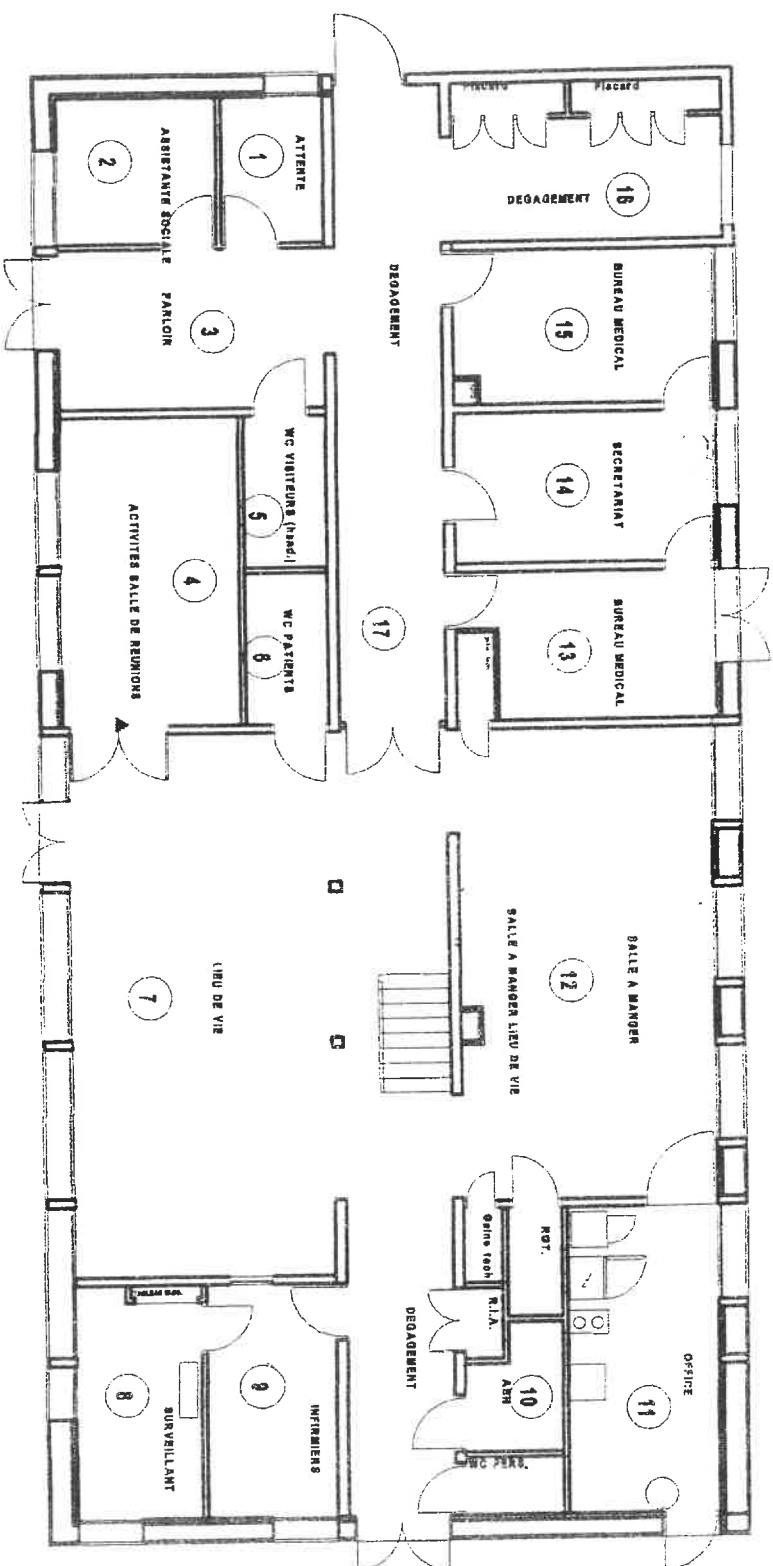 Placard
Placard
DEGAGEMENT
16
ATTENTE
1
ASSISTANTE SOCIALE
2
PARLOIR
3
DEGAGEMENT
BUREAU MEDICAL
15
SECRETARIAT
14
BUREAU MEDICAL
13
WC VISITEURS (hand.)
5
WC PATIENTS
6
17
ACTIVITES SALLE DE REUNIONS
4
LIEU DE VIE
7
SALLE A MANGER
12
SALLE A MANGER LIEU DE VIE
Gaine tech
RGT.
R.I.A.
DEGAGEMENT
ASH
10
WC PERS.
OFFICE
11
INFIRMIERS
9
SURVEILLANT
8